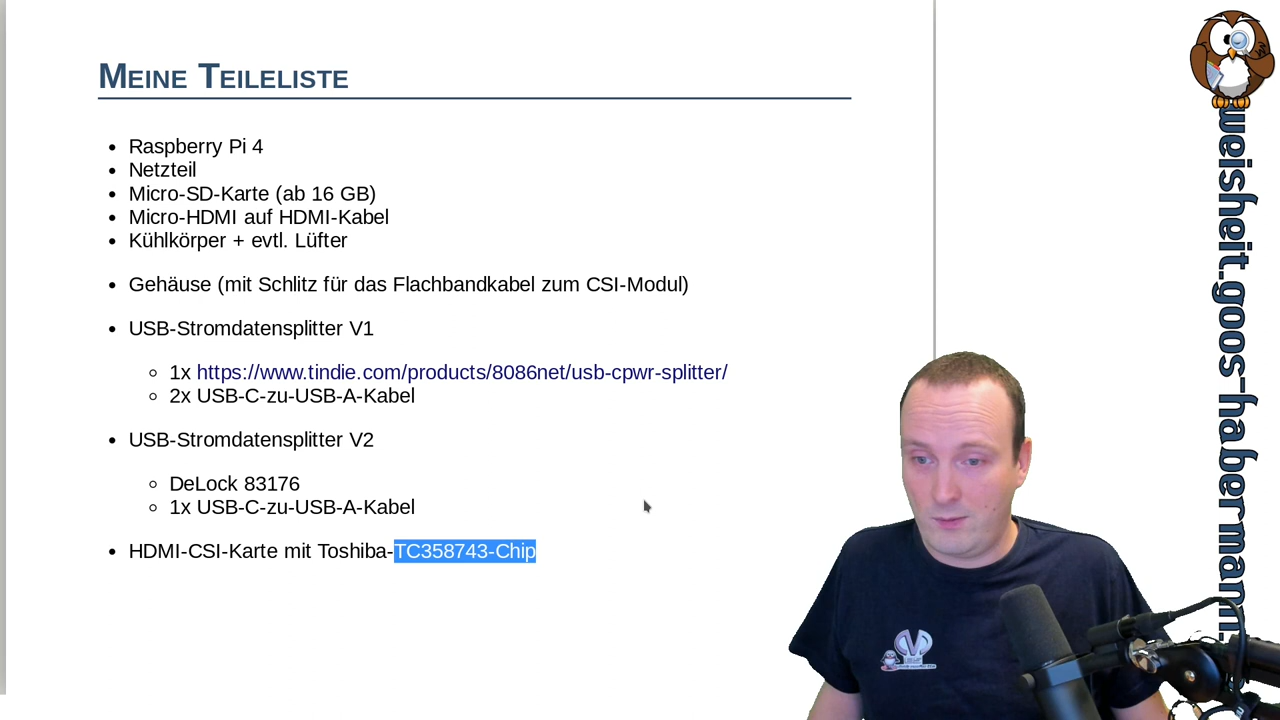 Meine Teileliste
• Raspberry Pi 4
• Netzteil
• Micro-SD-Karte (ab 16 GB)
• Micro-HDMI auf HDMI-Kabel
• Kühlkörper + evtl. Lüfter
• Gehäuse (mit Schlitz für das Flachbandkabel zum CSI-Modul)
• USB-Stromdatensplitter V1
◦ 1x https://www.tindie.com/products/8086net/usb-cpwr-splitter/
◦ 2x USB-C-zu-USB-A-Kabel
• USB-Stromdatensplitter V2
◦ DeLock 83176
◦ 1x USB-C-zu-USB-A-Kabel
• HDMI-CSI-Karte mit Toshiba-TC358743-Chip
weisheit.goos-habermann.